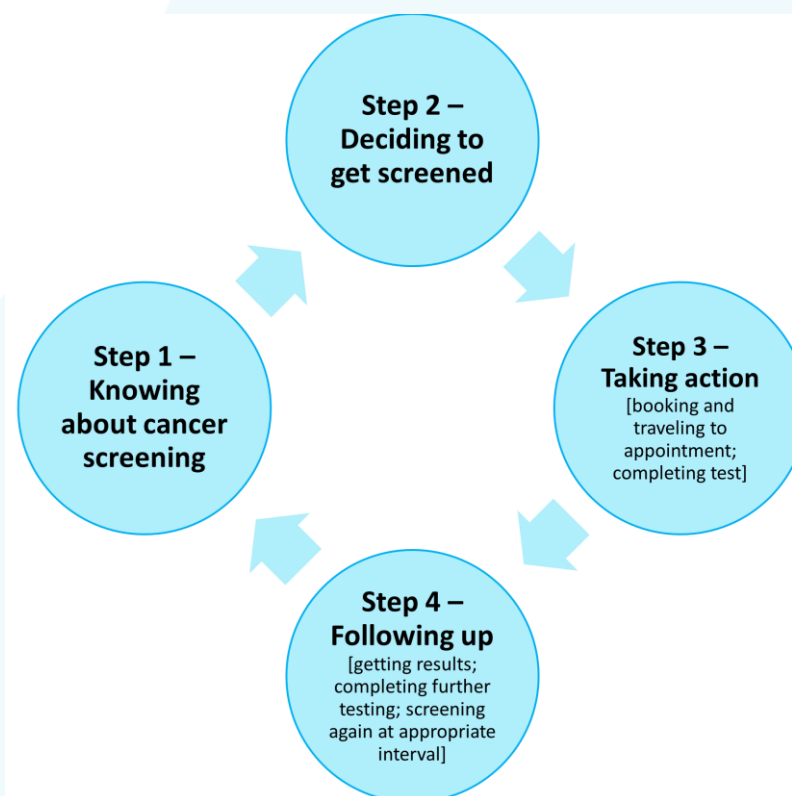 Step 2 –
Deciding to
get screened
Step 1 –
Knowing
about cancer
screening
Step 3 –
Taking action
[booking and
traveling to
appointment;
completing test]
Step 4 –
Following up
[getting results;
completing further
testing; screening
again at appropriate
interval]